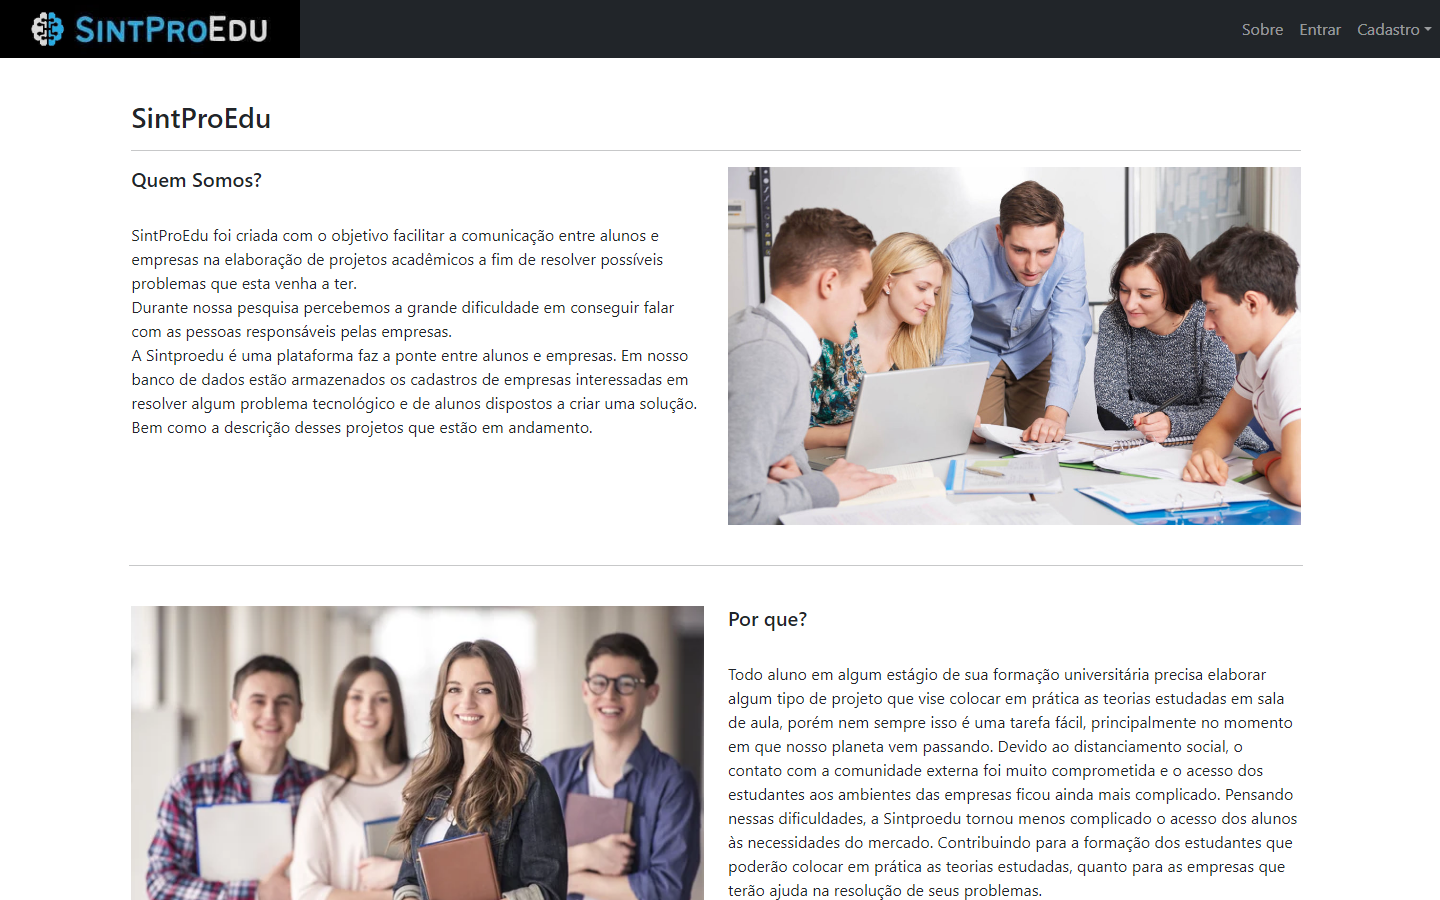 SINTPROEDU
Sobre Entrar Cadastro
SintProEdu
Quem Somos?
SintProEdu foi criada com o objetivo facilitar a comunicação entre alunos e
empresas na elaboração de projetos acadêmicos a fim de resolver possíveis
problemas que esta venha a ter.
Durante nossa pesquisa percebemos a grande dificuldade em conseguir falar
com as pessoas responsáveis pelas empresas.
A Sintproedu é uma plataforma faz a ponte entre alunos e empresas. Em nosso
banco de dados estão armazenados os cadastros de empresas interessadas em
resolver algum problema tecnológico e de alunos dispostos a criar uma solução.
Bem como a descrição desses projetos que estão em andamento.
Por que?
Todo aluno em algum estágio de sua formação universitária precisa elaborar
algum tipo de projeto que vise colocar em prática as teorias estudadas em sala
de aula, porém nem sempre isso é uma tarefa fácil, principalmente no momento
em que nosso planeta vem passando. Devido ao distanciamento social, o
contato com a comunidade externa foi muito comprometida e o acesso dos
estudantes aos ambientes das empresas ficou ainda mais complicado. Pensando
nessas dificuldades, a Sintproedu tornou menos complicado o acesso dos alunos
às necessidades do mercado. Contribuindo para a formação dos estudantes que
poderão colocar em prática as teorias estudadas, quanto para as empresas que
terão ajuda na resolução de seus problemas.